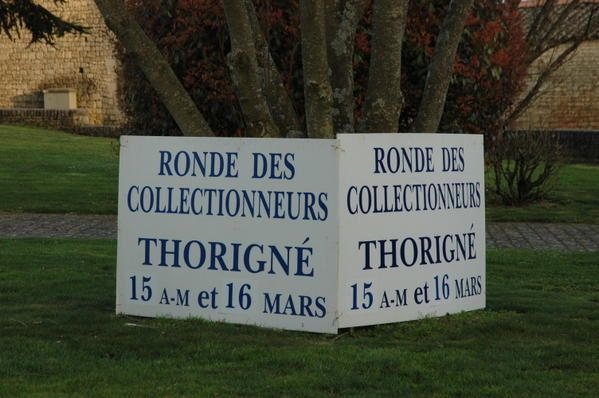 RONDE DES
COLLECTIONNEURS
THORIGNÉ
15 A-M et 16 MARS
RONDE DES
COLLECTIONNEURS
THORIGNÉ
15 A-M et 16 MARS